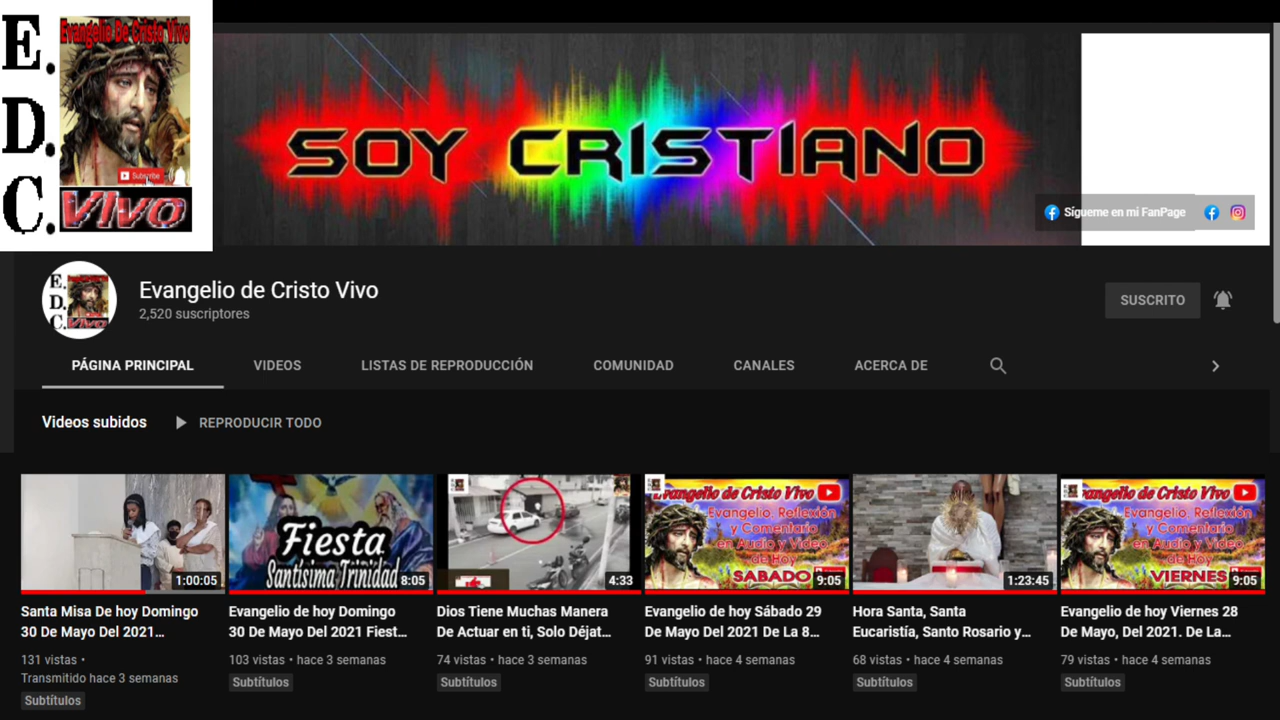 E.
D.
C.
Evangelio De Cristo Vivo
Subscribe
Vivo
SOY CRISTIANO
Sígueme en mi FanPage
Evangelio de Cristo Vivo
2,520 suscriptores
SUSCRITO
PÁGINA PRINCIPAL VIDEOS LISTAS DE REPRODUCCIÓN COMUNIDAD CANALES ACERCA DE
Videos subidos REPRODUCIR TODO
1:00:05
Santa Misa De hoy Domingo
30 De Mayo Del 2021...
131 vistas •
Transmitido hace 3 semanas
Subtítulos
Fiesta
Santísima Trinidad
8:05
Evangelio de hoy Domingo
30 De Mayo Del 2021 Fiest...
103 vistas • hace 3 semanas
Subtítulos
4:33
Dios Tiene Muchas Manera
De Actuar en ti, Solo Déjat...
74 vistas • hace 3 semanas
Subtítulos
Evangelio de Cristo Vivo
Evangelio, Reflexión
y Comentario
en Audio y Video
de Hoy
SABADO
9:05
Evangelio de hoy Sábado 29
De Mayo Del 2021 De La 8...
91 vistas • hace 4 semanas
Subtítulos
1:23:45
Hora Santa, Santa
Eucaristía, Santo Rosario y...
68 vistas • hace 4 semanas
Subtítulos
Evangelio de Cristo Vivo
Evangelio, Reflexión
y Comentario
en Audio y Video
de Hoy
VIERNES
9:05
Evangelio de hoy Viernes 28
De Mayo, Del 2021. De La...
79 vistas • hace 4 semanas
Subtítulos